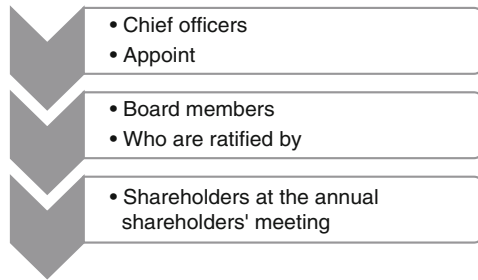 • Chief officers
• Appoint
• Board members
• Who are ratified by
• Shareholders at the annual
shareholders' meeting